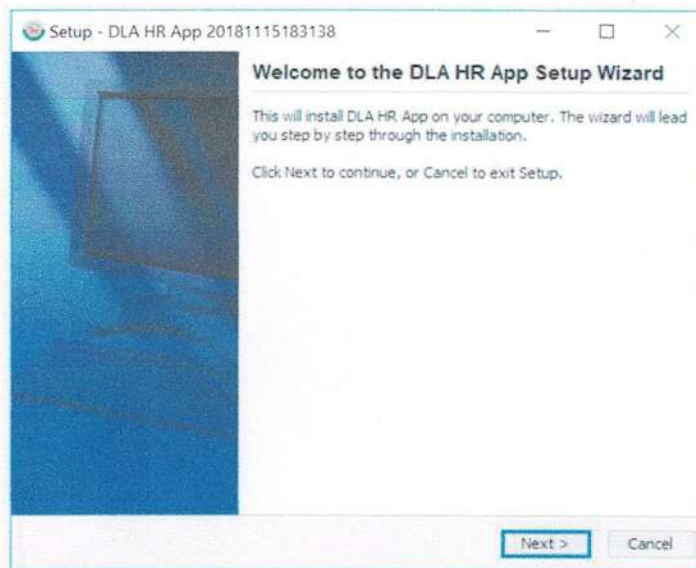 Setup - DLA HR App 20181115183138
Welcome to the DLA HR App Setup Wizard
This will install DLA HR App on your computer. The wizard will lead
you step by step through the installation.
Click Next to continue, or Cancel to exit Setup.
Next >
Cancel